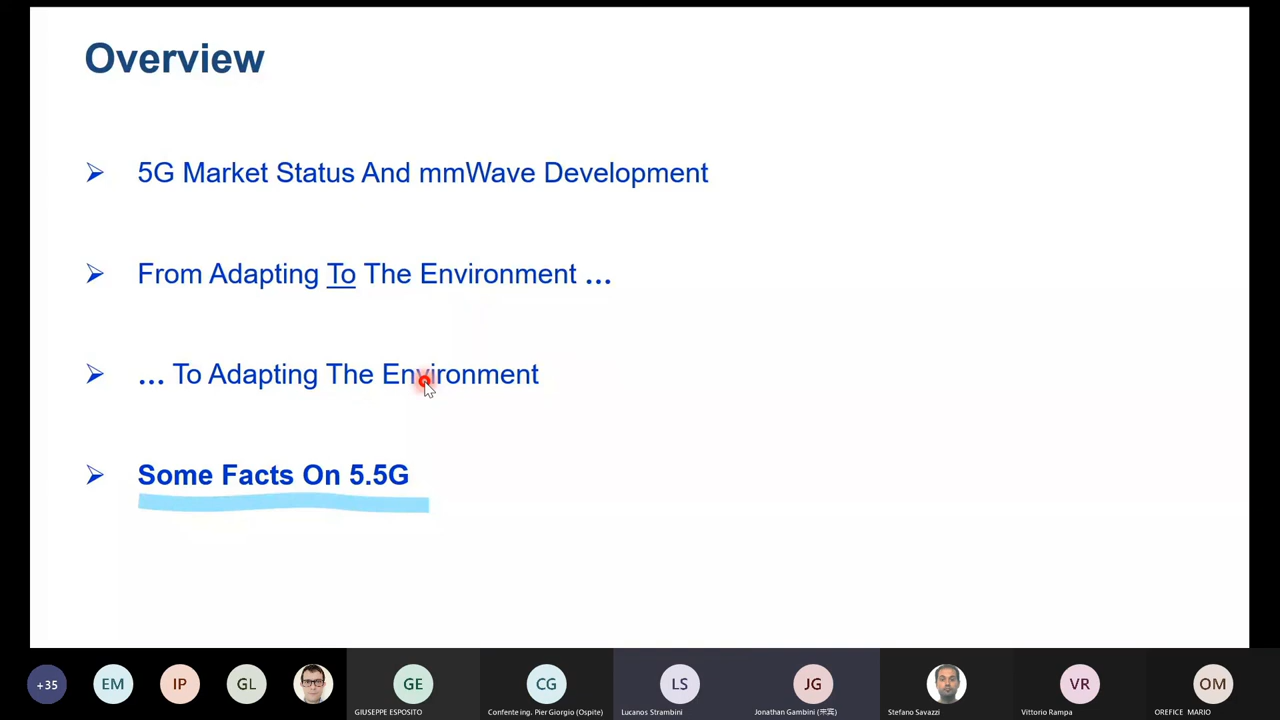 Overview
➢ 5G Market Status And mmWave Development
➢ From Adapting To The Environment ...
➢ ... To Adapting The Environment
➢ Some Facts On 5.5G
+35
EM
IP
GL
GE
CG
LS
JG
VR
OM
GIUSEPPE ESPOSITO
Confente ing. Pier Giorgio (Ospite)
Lucanos Strambini
Jonathan Gambini (来宾)
Stefano Savazzi
Vittorio Rampa
OREFICE MARIO